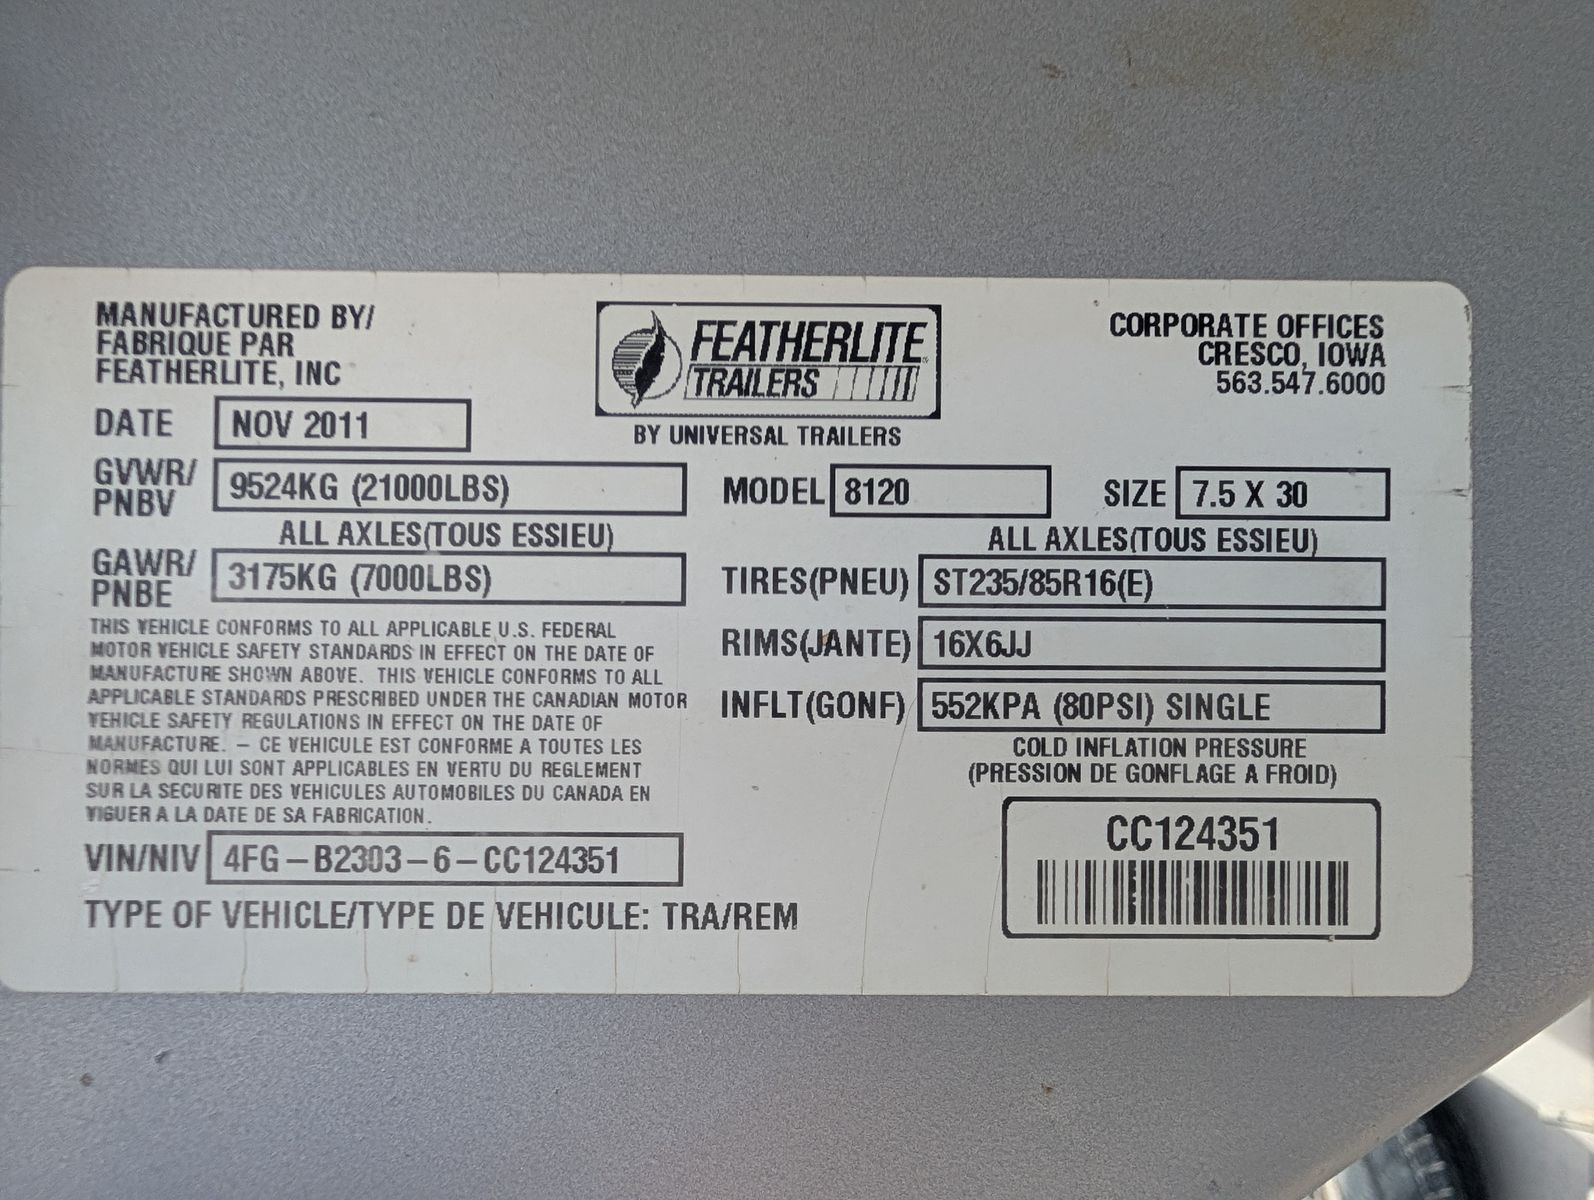 MANUFACTURED BY/
FABRIQUE PAR
FEATHERLITE, INC
FEATHERLITE
TRAILERS
BY UNIVERSAL TRAILERS
CORPORATE OFFICES
CRESCO, IOWA
563.547.6000
DATE NOV 2011
GVWR/
PNBV
9524KG (21000LBS)
MODEL 8120
SIZE 7.5 X 30
ALL AXLES(TOUS ESSIEU)
GAWR/
PNBE
3175KG (7000LBS)
ALL AXLES(TOUS ESSIEU)
TIRES(PNEU) ST235/85R16(E)
RIMS(JANTE) 16X6JJ
INFLT(GONF) 552KPA (80PSI) SINGLE
COLD INFLATION PRESSURE
(PRESSION DE GONFLAGE A FROID)
THIS VEHICLE CONFORMS TO ALL APPLICABLE U.S. FEDERAL
MOTOR VEHICLE SAFETY STANDARDS IN EFFECT ON THE DATE OF
MANUFACTURE SHOWN ABOVE. THIS VEHICLE CONFORMS TO ALL
APPLICABLE STANDARDS PRESCRIBED UNDER THE CANADIAN MOTOR
VEHICLE SAFETY REGULATIONS IN EFFECT ON THE DATE OF
MANUFACTURE. – CE VEHICULE EST CONFORME A TOUTES LES
NORMES QUI LUI SONT APPLICABLES EN VERTU DU REGLEMENT
SUR LA SECURITE DES VEHICULES AUTOMOBILES DU CANADA EN
VIGUER A LA DATE DE SA FABRICATION.
VIN/NIV 4FG – B2303 – 6 – CC124351
TYPE OF VEHICLE/TYPE DE VEHICULE: TRA/REM
CC124351